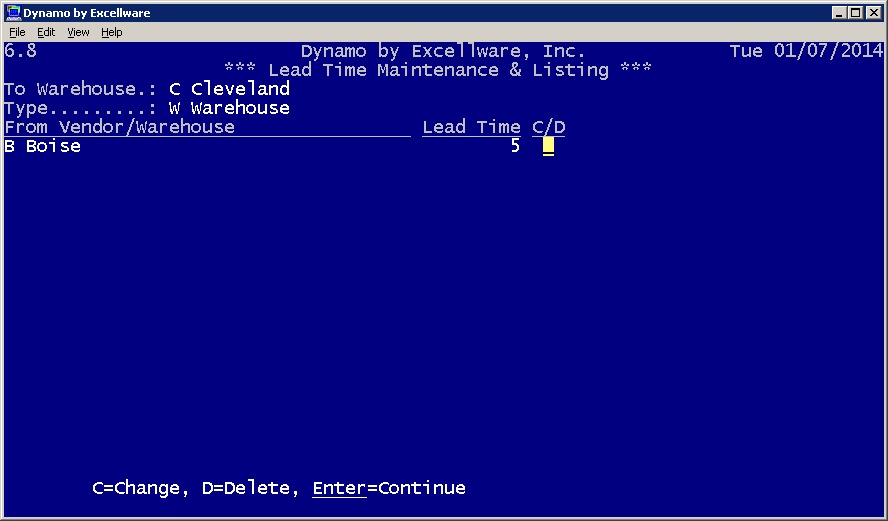 Dynamo by Excellware
File Edit View Help
6.8 Dynamo by Excellware, Inc. Tue 01/07/2014
*** Lead Time Maintenance & Listing ***
To Warehouse.: C Cleveland
Type.........: W Warehouse
From Vendor/Warehouse Lead Time C/D
B Boise 5
C=Change, D=Delete, Enter=Continue